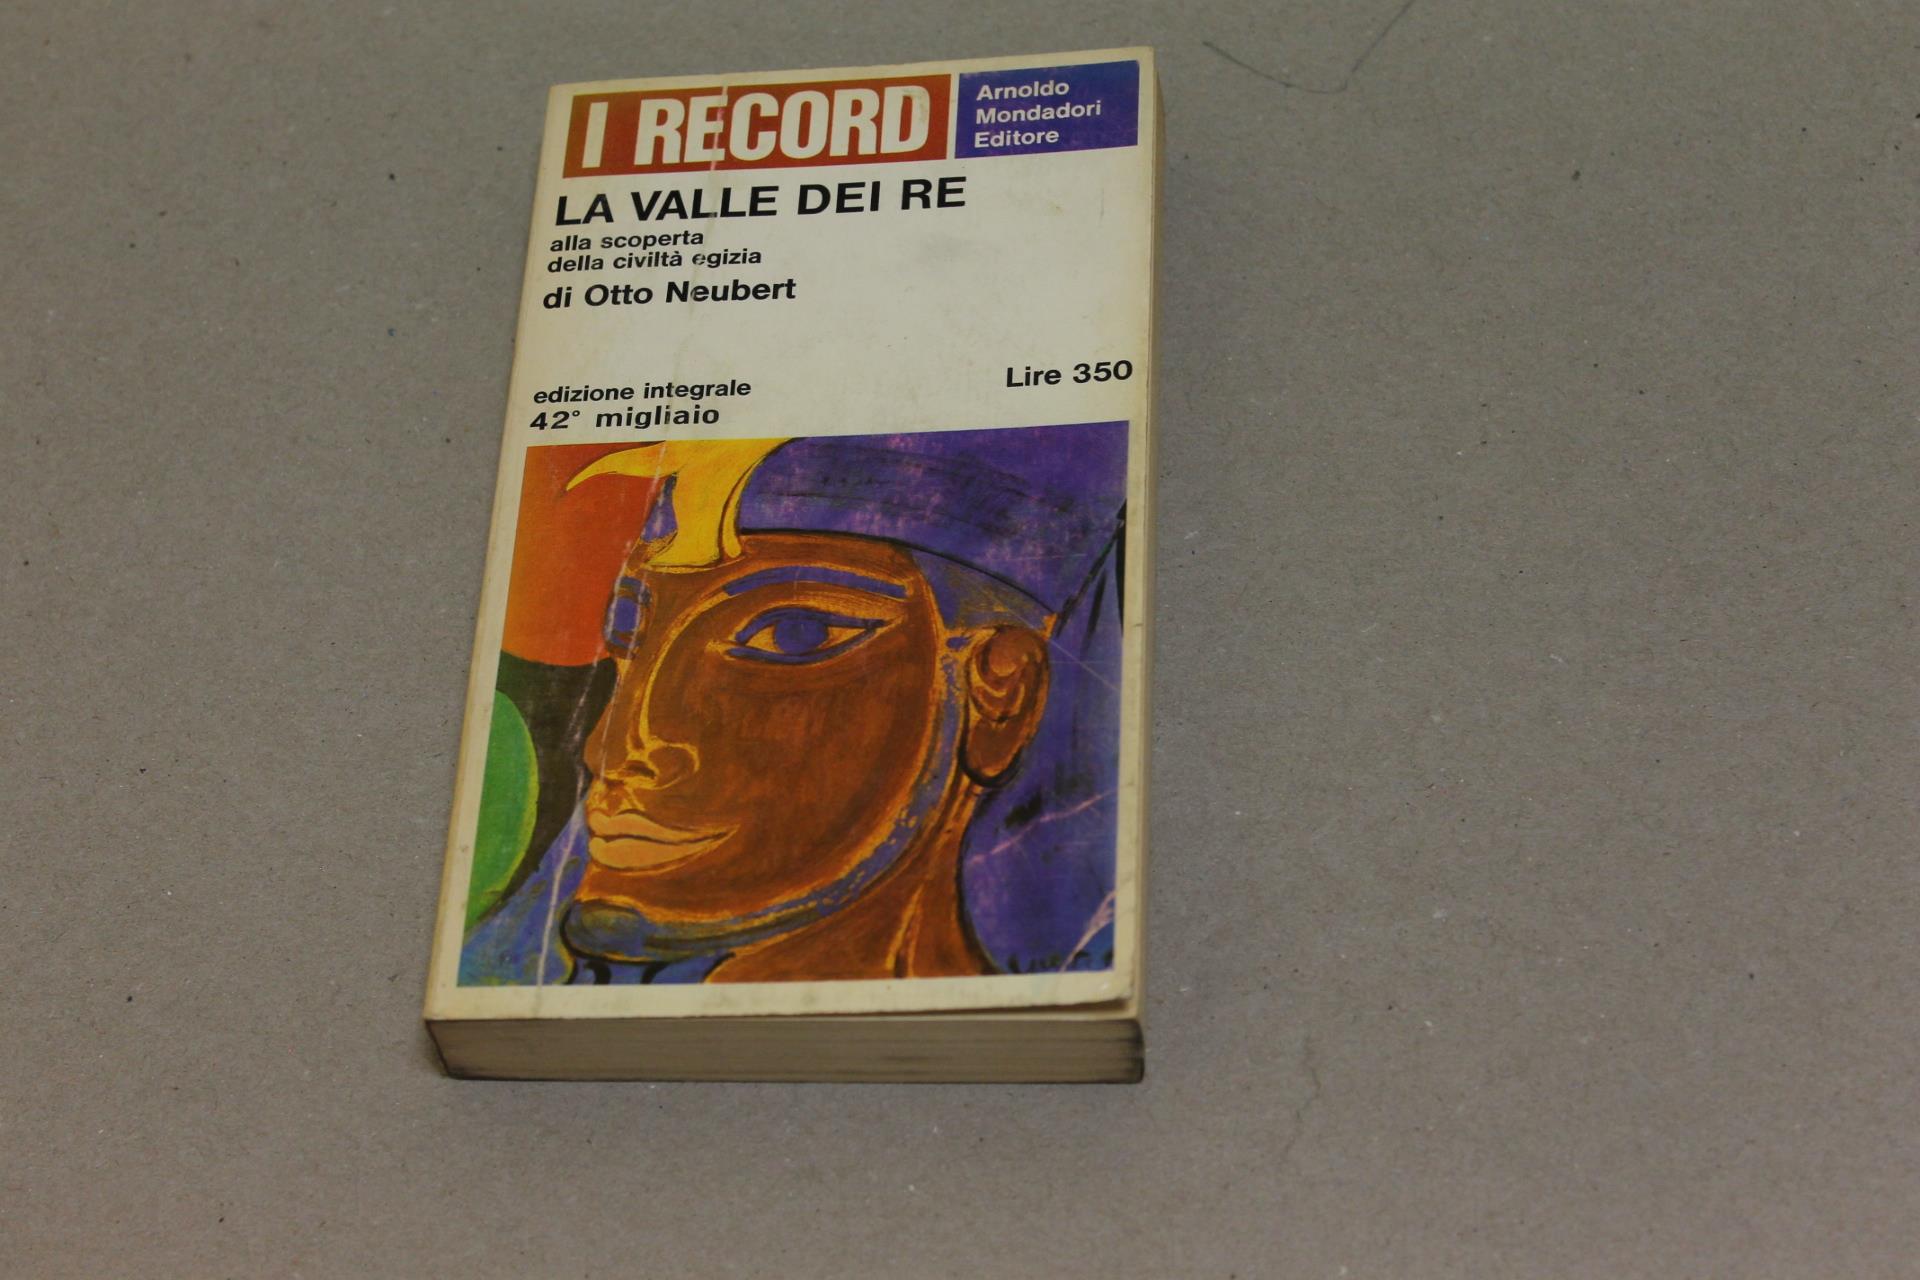 I RECORD
Arnoldo
Mondadori
Editore
LA VALLE DEI RE
alla scoperta
della civiltà egizia
di Otto Neubert
edizione integrale
42° migliaio
Lire 350